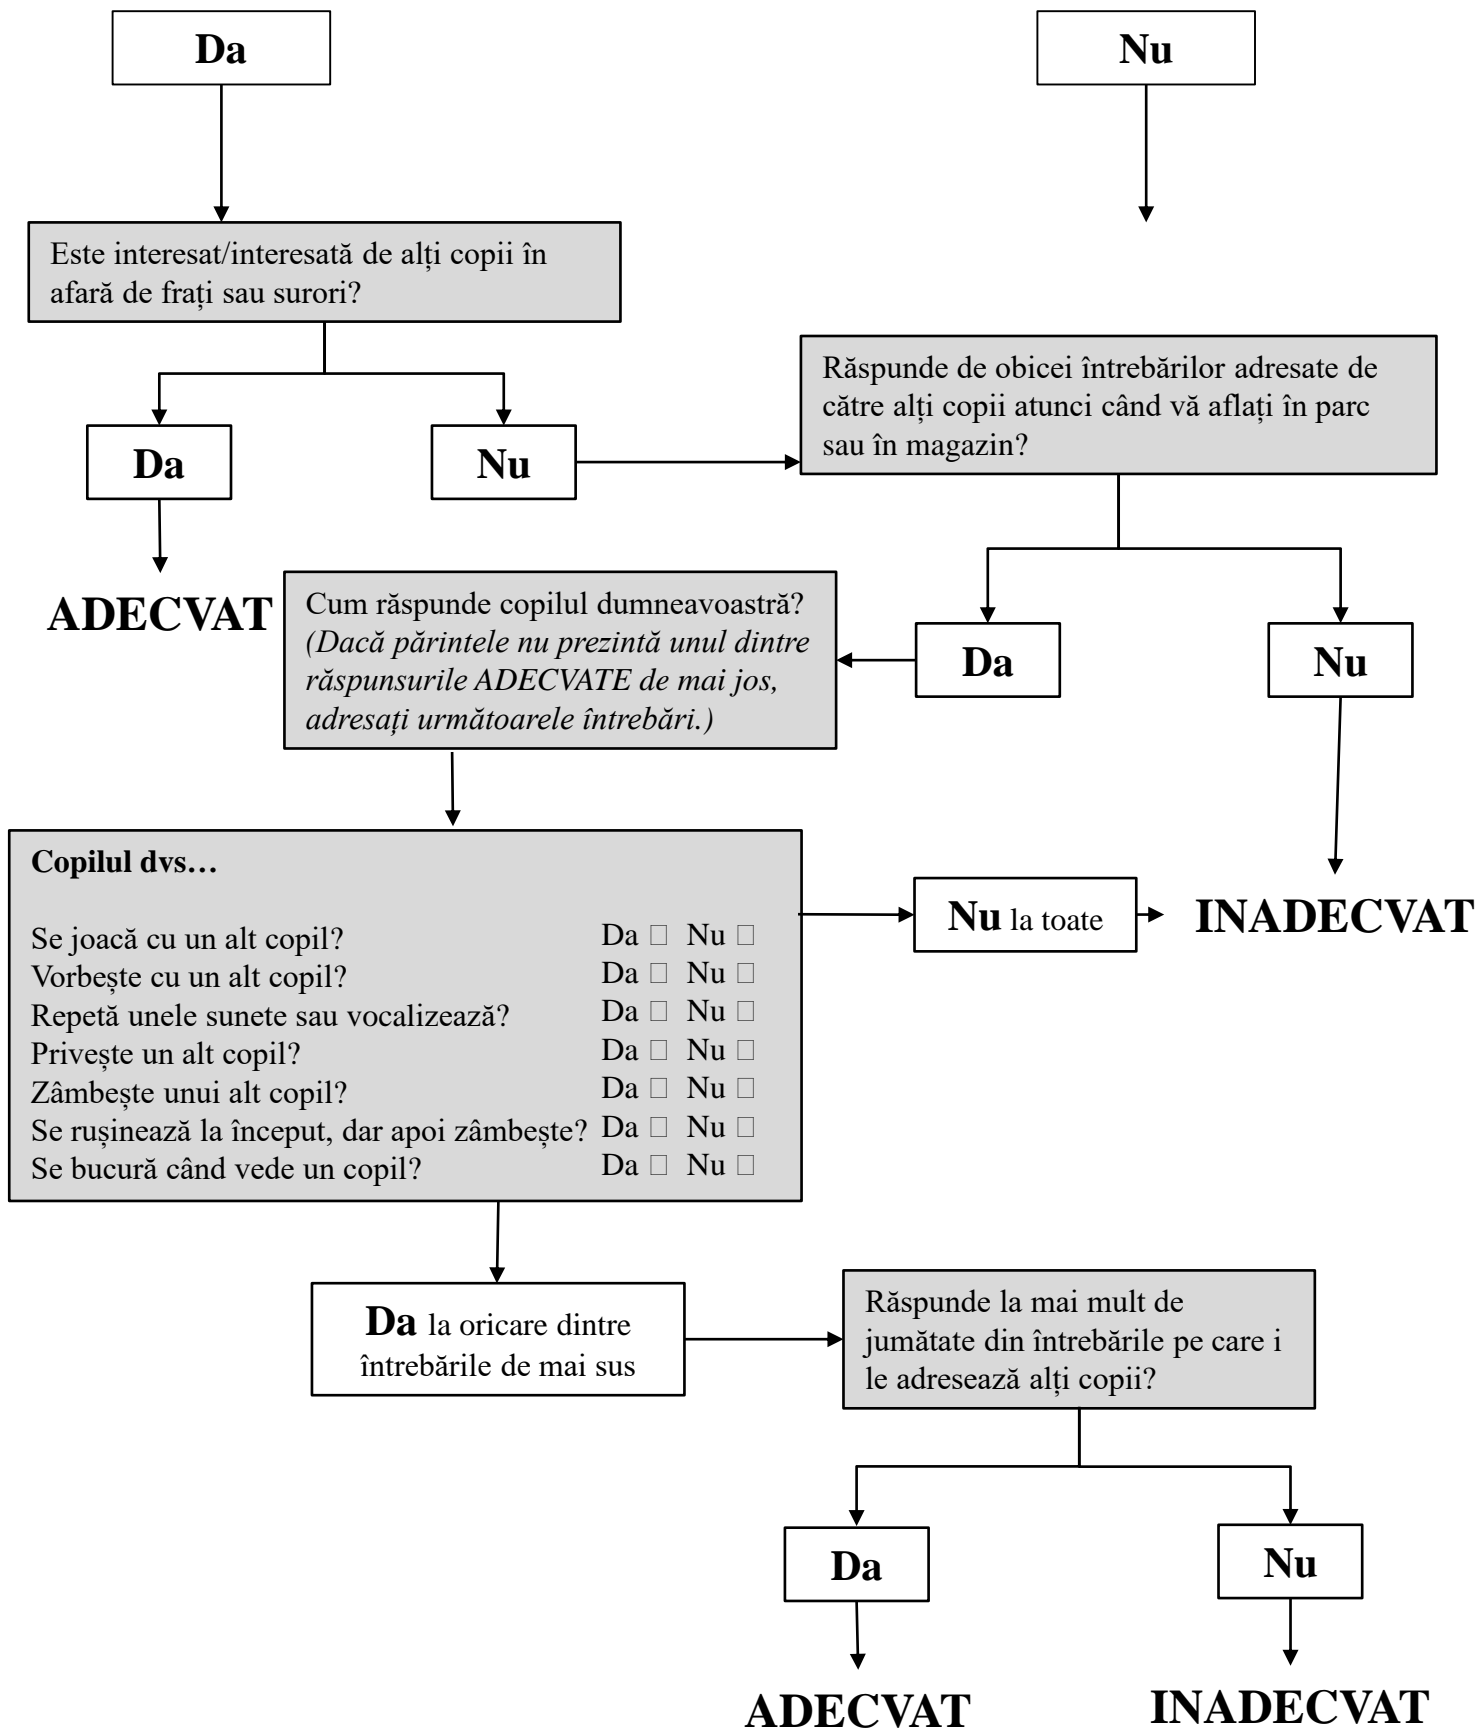 Da
Nu
Este interesat/interesată de alți copii în
afară de frați sau surori?
Răspunde de obicei întrebărilor adresate de
către alți copii atunci când vă aflați în parc
sau în magazin?
Da
Nu
ADECVAT
Cum răspunde copilul dumneavoastră?
(Dacă părintele nu prezintă unul dintre
răspunsurile ADECVATE de mai jos,
adresați următoarele întrebări.)
Da
Nu
Copilul dvs…
Se joacă cu un alt copil? Da □ Nu □
Vorbește cu un alt copil? Da □ Nu □
Repetă unele sunete sau vocalizează? Da □ Nu □
Privește un alt copil? Da □ Nu □
Zâmbește unui alt copil? Da □ Nu □
Se rușinează la început, dar apoi zâmbește? Da □ Nu □
Se bucură când vede un copil? Da □ Nu □
Nu la toate
INADECVAT
Da la oricare dintre
întrebările de mai sus
Răspunde la mai mult de
jumătate din întrebările pe care i
le adresează alți copii?
Da
Nu
ADECVAT
INADECVAT